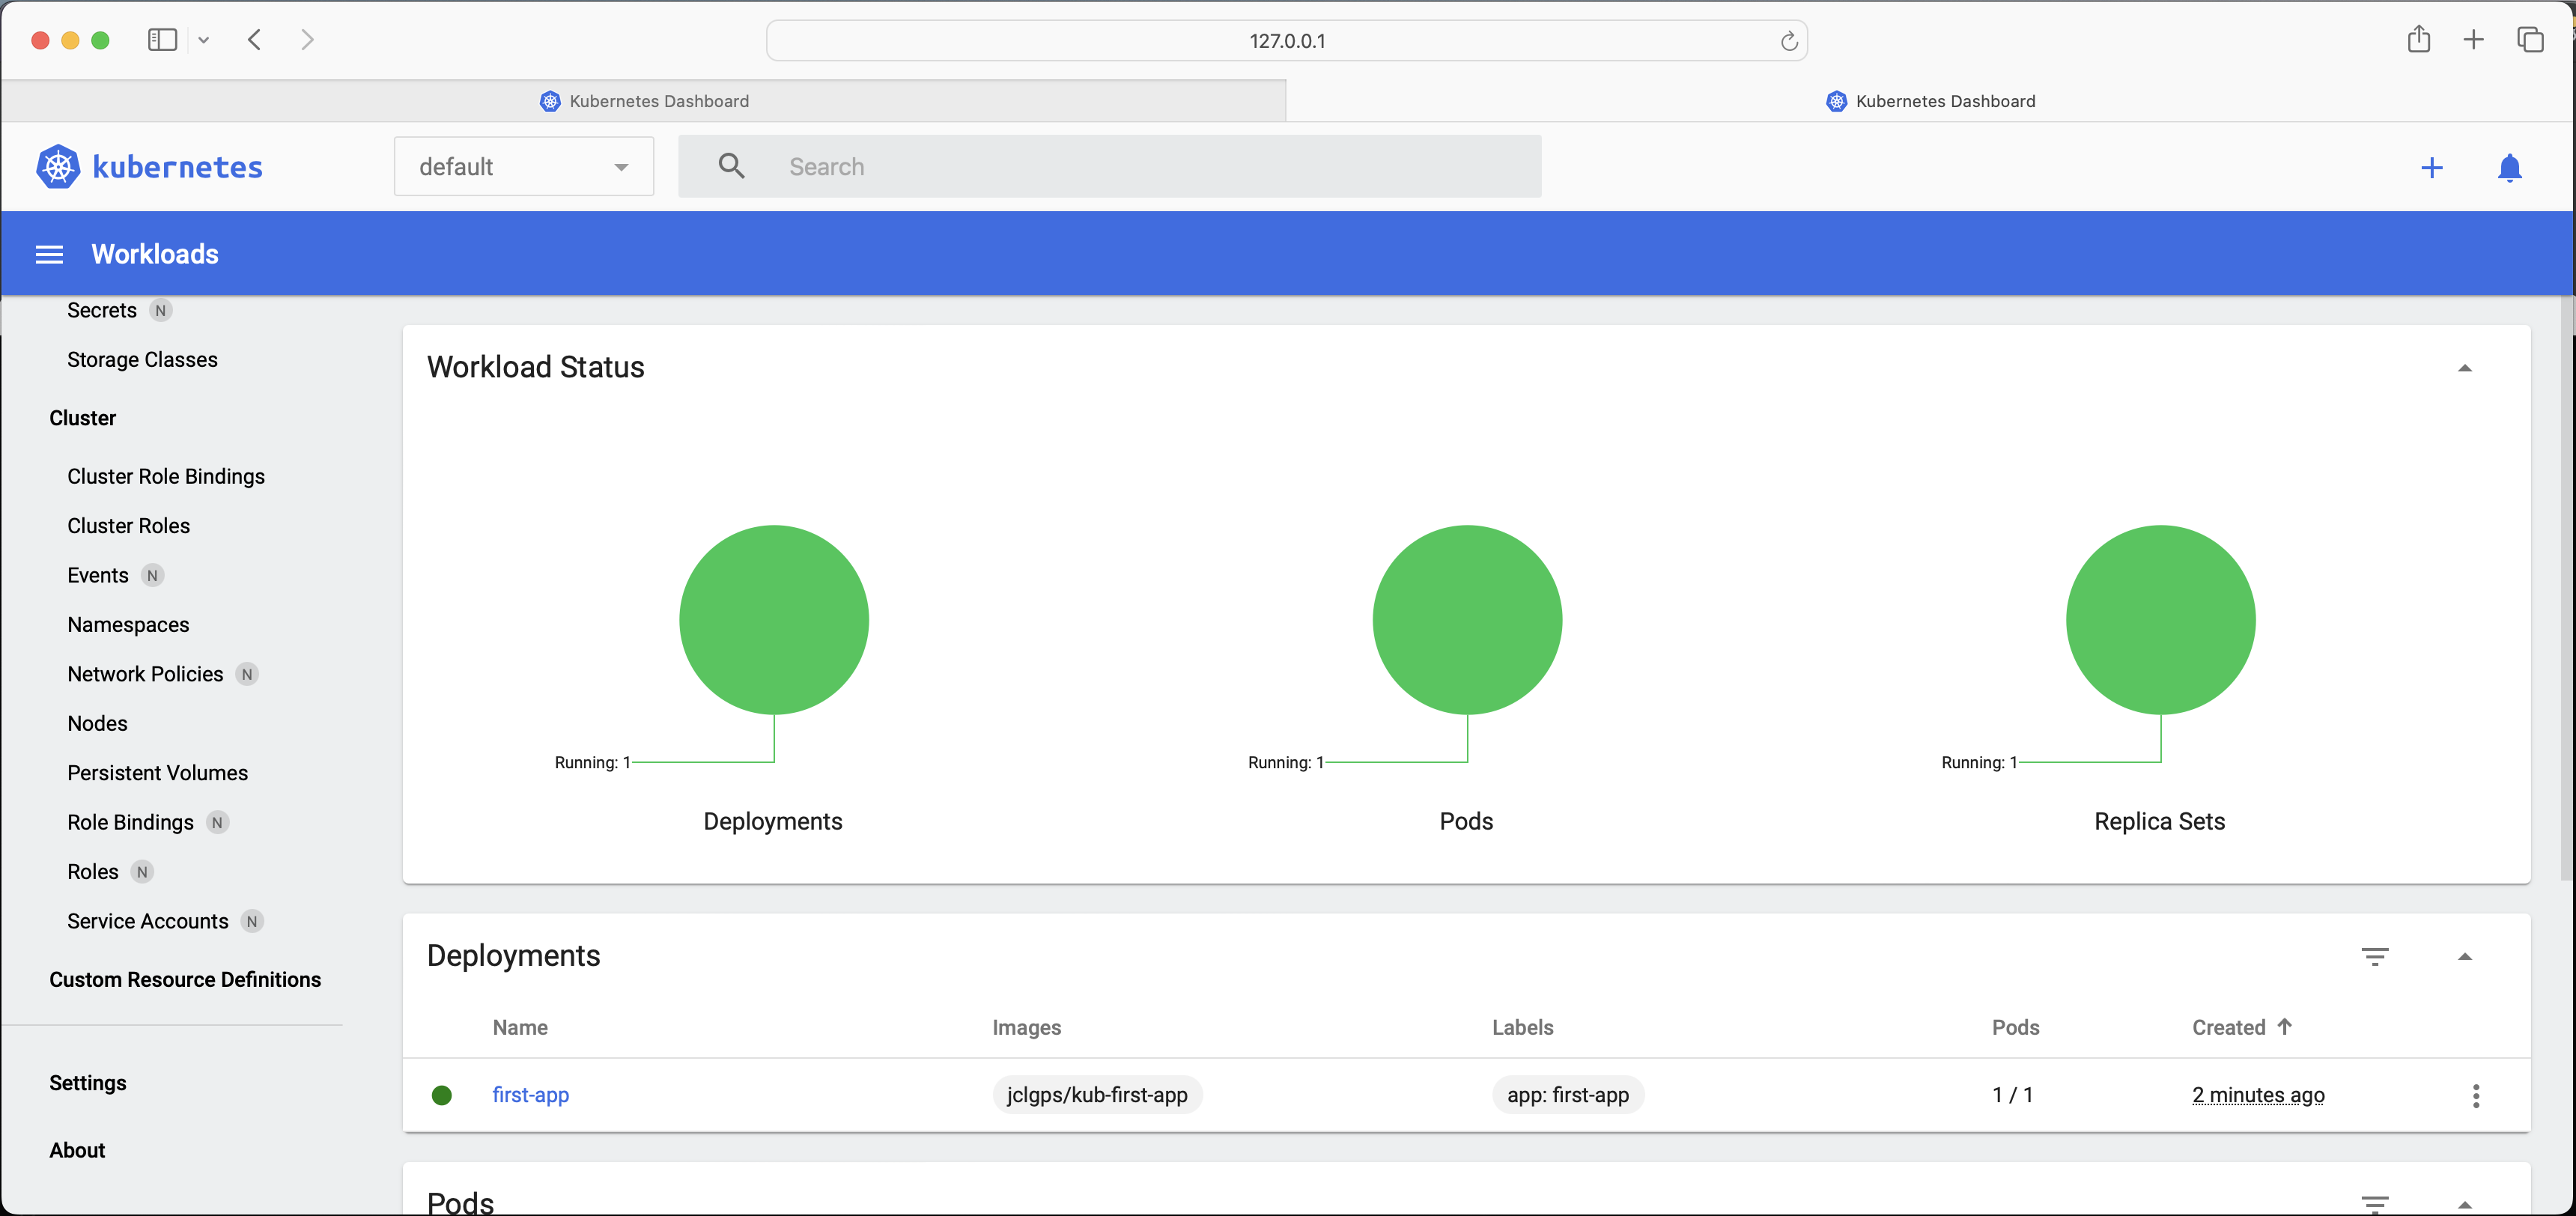 127.0.0.1
Kubernetes Dashboard
Kubernetes Dashboard
kubernetes
default
Search
Workloads
Secrets N
Storage Classes
Cluster
Cluster Role Bindings
Cluster Roles
Events N
Namespaces
Network Policies N
Nodes
Persistent Volumes
Role Bindings N
Roles N
Service Accounts N
Custom Resource Definitions
Settings
About
Workload Status
Running: 1
Deployments
Running: 1
Pods
Running: 1
Replica Sets
Deployments
Name Images Labels Pods Created
first-app jclgps/kub-first-app app: first-app 1 / 1 2 minutes ago
Pods